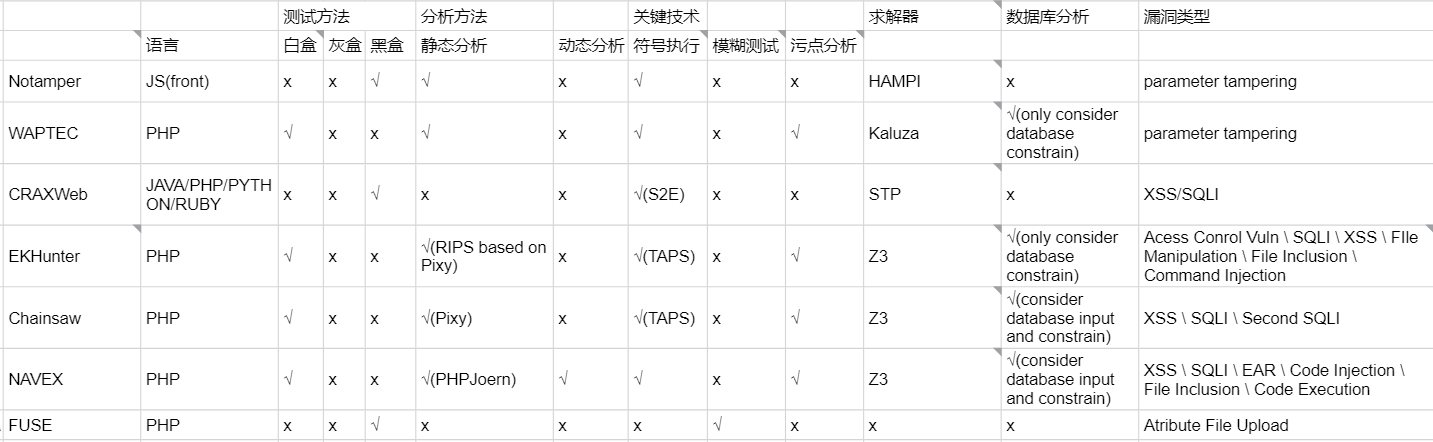 测试方法 分析方法 关键技术 求解器 数据库分析 漏洞类型
语言 白盒 灰盒 黑盒 静态分析 动态分析 符号执行 模糊测试 污点分析
Notamper JS(front) x x √ √ x √ x x HAMPI x parameter tampering
WAPTEC PHP √ x x √ x √ x √ Kaluza √(only consider database constrain) parameter tampering
CRAXWeb JAVA/PHP/PYTHON/RUBY x x √ x x √(S2E) x x STP x XSS/SQLI
EKHunter PHP √ x x √(RIPS based on Pixy) x √(TAPS) x √ Z3 √(only consider database constrain) Acess Conrol Vuln \ SQLI \ XSS \ FIle Manipulation \ File Inclusion \ Command Injection
Chainsaw PHP √ x x √(Pixy) x √(TAPS) x √ Z3 √(consider database input and constrain) XSS \ SQLI \ Second SQLI
NAVEX PHP √ x x √(PHPJoern) √ √ x √ Z3 √(consider database input and constrain) XSS \ SQLI \ EAR \ Code Injection \ File Inclusion \ Code Execution
FUSE PHP x x √ x x x √ x x x Atribute File Upload